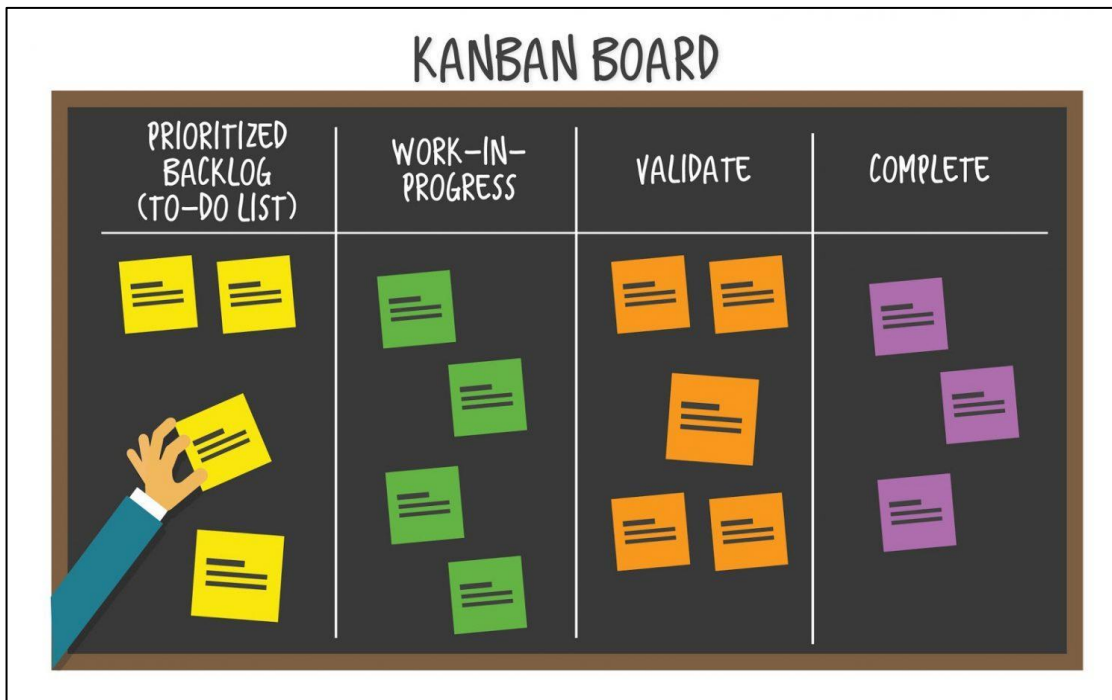 KANBAN BOARD
PRIORITIZED
BACKLOG
(TO-DO LIST)
WORK-IN-
PROGRESS
VALIDATE
COMPLETE